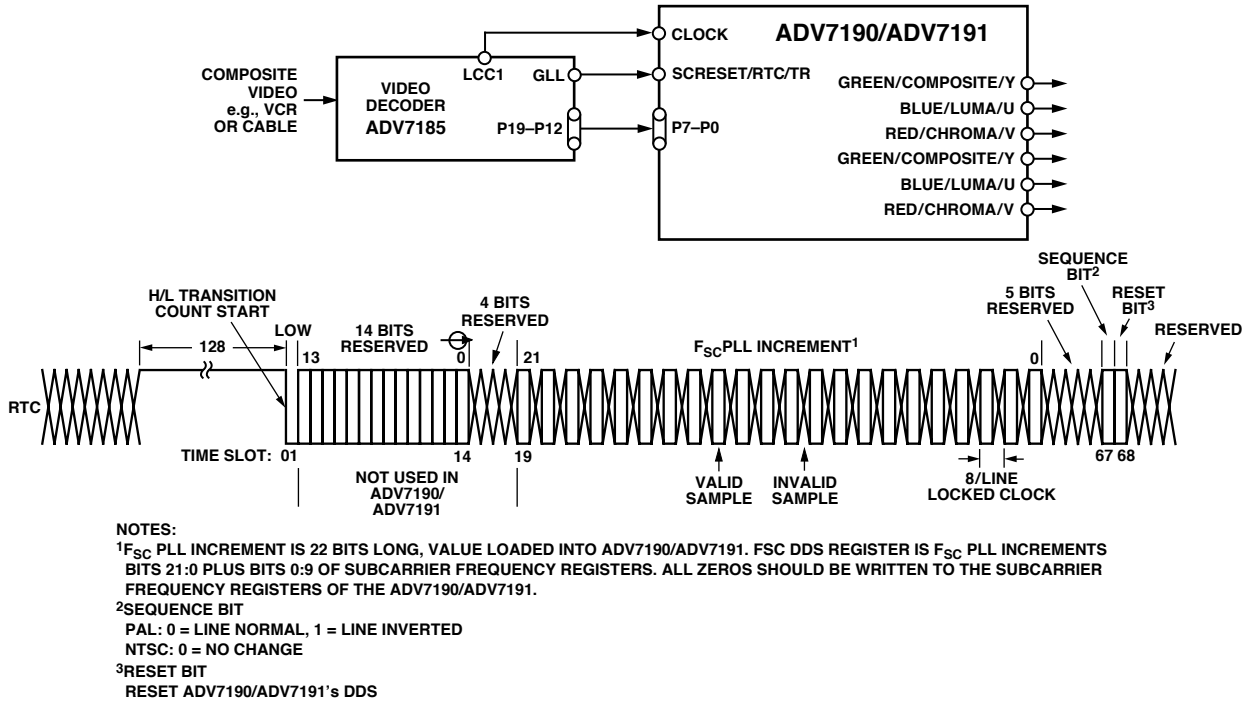 ADV7190/ADV7191
CLOCK
SCRESET/RTC/TR
P7–P0
GREEN/COMPOSITE/Y
BLUE/LUMA/U
RED/CHROMA/V
GREEN/COMPOSITE/Y
BLUE/LUMA/U
RED/CHROMA/V
COMPOSITE
VIDEO
e.g., VCR
OR CABLE
LCC1
GLL
VIDEO
DECODER
ADV7185
P19–P12
H/L TRANSITION
COUNT START
128
LOW
13
14 BITS
RESERVED
0
4 BITS
RESERVED
21
FSC PLL INCREMENT1
0
5 BITS
RESERVED
SEQUENCE
BIT2
RESET
BIT3
RESERVED
RTC
TIME SLOT: 01
14
19
67 68
NOT USED IN
ADV7190/
ADV7191
VALID
SAMPLE
INVALID
SAMPLE
8/LINE
LOCKED CLOCK
NOTES:
1FSC PLL INCREMENT IS 22 BITS LONG, VALUE LOADED INTO ADV7190/ADV7191. FSC DDS REGISTER IS FSC PLL INCREMENTS
BITS 21:0 PLUS BITS 0:9 OF SUBCARRIER FREQUENCY REGISTERS. ALL ZEROS SHOULD BE WRITTEN TO THE SUBCARRIER
FREQUENCY REGISTERS OF THE ADV7190/ADV7191.
2SEQUENCE BIT
PAL: 0 = LINE NORMAL, 1 = LINE INVERTED
NTSC: 0 = NO CHANGE
3RESET BIT
RESET ADV7190/ADV7191's DDS